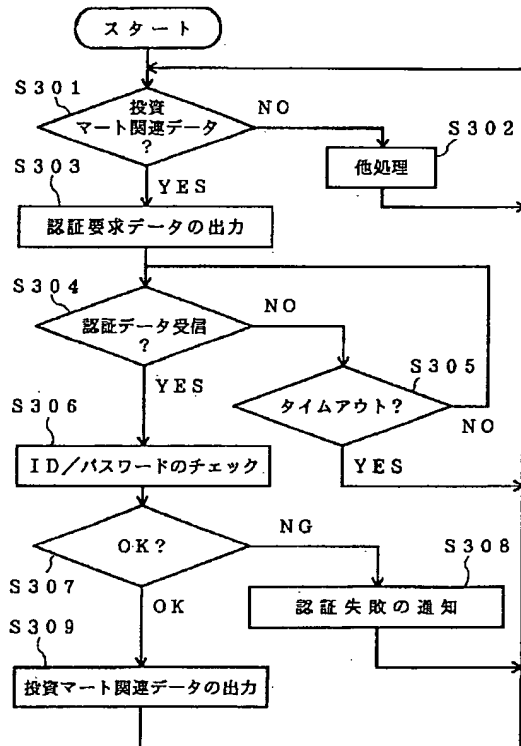 スタート
S301
投資
マート関連データ
?
NO
S302
他処理
S303
YES
認証要求データの出力
S304
認証データ受信
?
NO
S305
タイムアウト?
NO
YES
S306
YES
ID/パスワードのチェック
OK?
NG
S307
S308
OK
認証失敗の通知
S309
投資マート関連データの出力